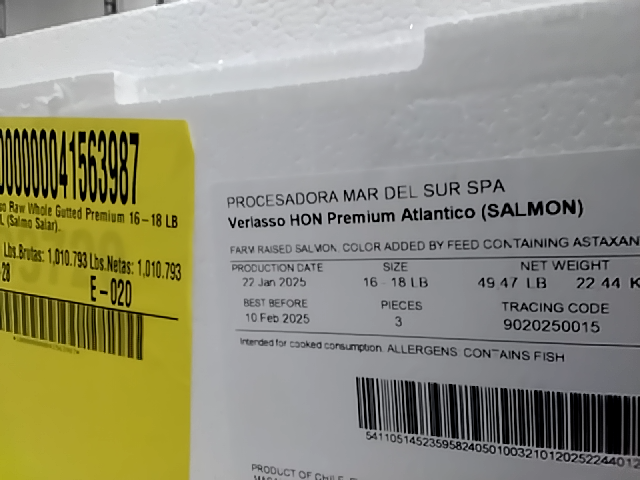 0000000041563987
so Raw Whole Gutted Premium 16-18 LB
L (Salmo Salar).
Lbs.Brutas: 1,010.793 Lbs.Netas: 1,010.793
-28
E-020
PROCESADORA MAR DEL SUR SPA
Verlasso HON Premium Atlantico (SALMON)
FARM RAISED SALMON. COLOR ADDED BY FEED CONTAINING ASTAXAN
PRODUCTION DATE SIZE NET WEIGHT
22 Jan 2025 16 - 18 LB 49.47 LB 22.44 K
BEST BEFORE PIECES TRACING CODE
10 Feb 2025 3 9020250015
Intended for cooked consumption. ALLERGENS: CONTAINS FISH
PRODUCT OF CHILE